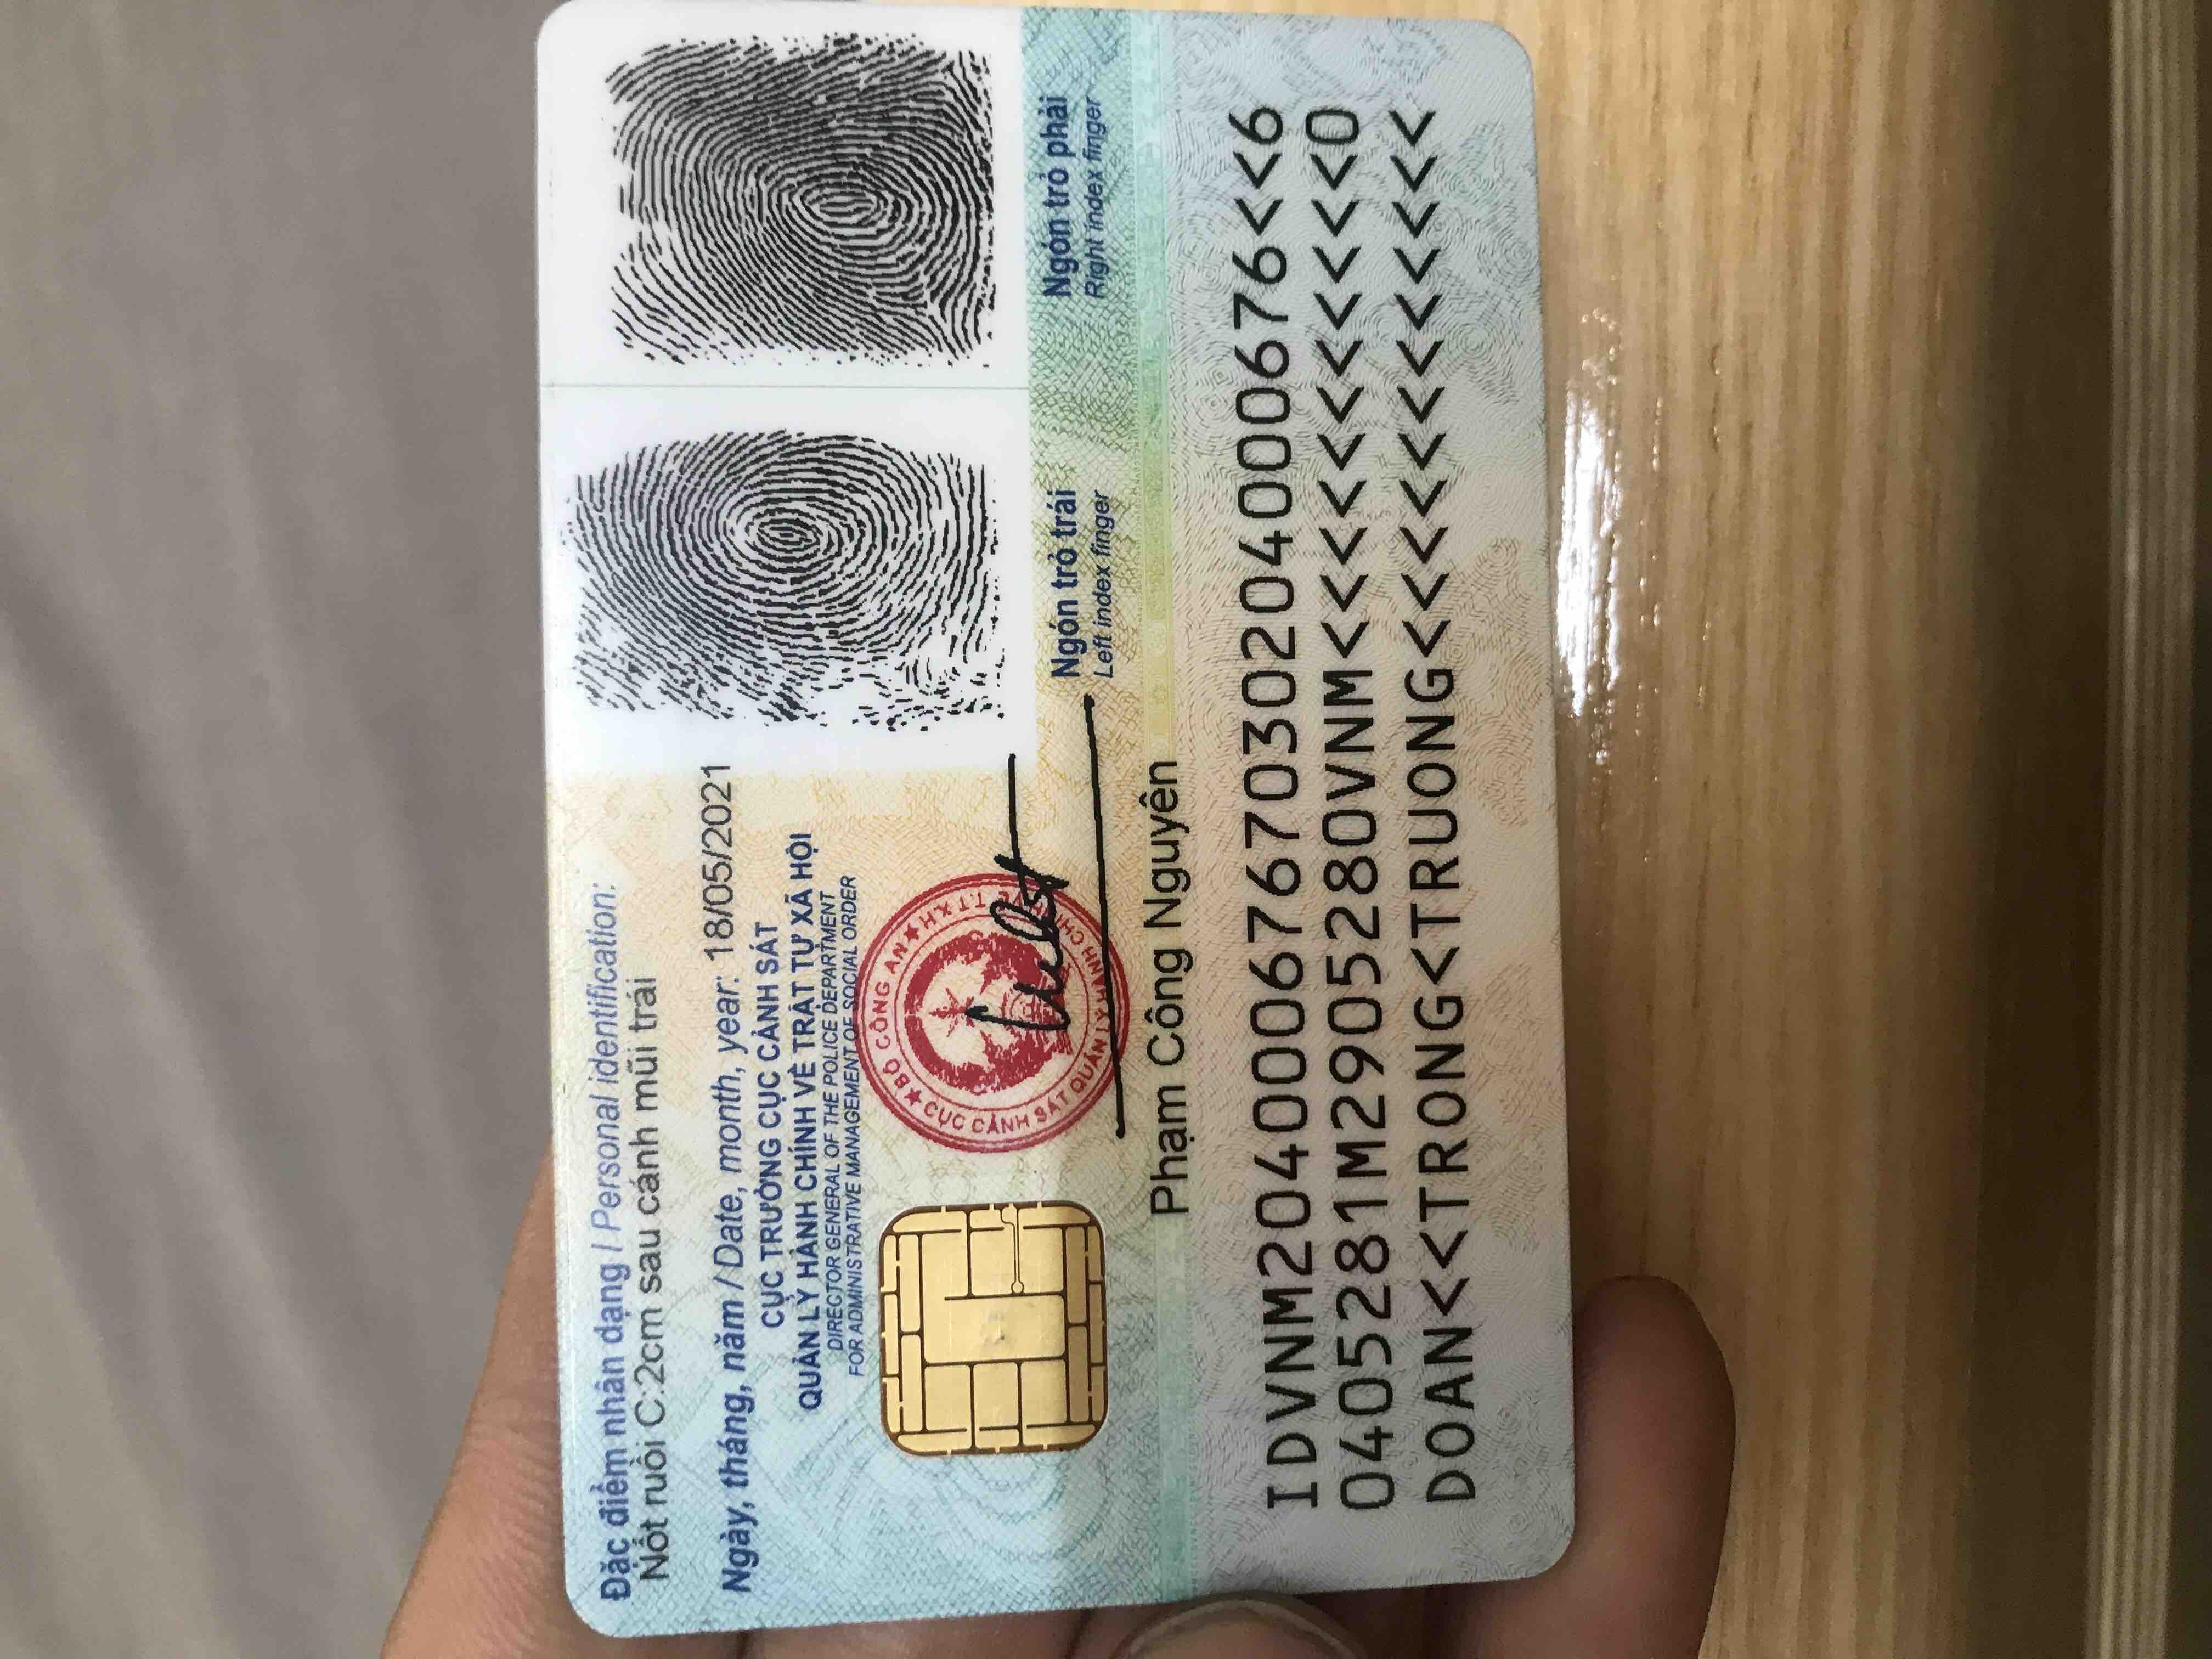 Đặc điểm nhân dạng / Personal identification:
Nốt ruồi C:2cm sau cánh mũi trái
Ngày, tháng, năm / Date, month, year: 18/05/2021
CỤC TRƯỞNG CỤC CẢNH SÁT
QUẢN LÝ HÀNH CHÍNH VỀ TRẬT TỰ XÃ HỘI
DIRECTOR GENERAL OF THE POLICE DEPARTMENT
FOR ADMINISTRATIVE MANAGEMENT OF SOCIAL ORDER
BỘ CÔNG AN
CỤC CẢNH SÁT QUẢN LÝ HÀNH CHÍNH
T.T.X.H
Phạm Công Nguyên
Ngón trỏ trái
Left index finger
Ngón trỏ phải
Right index finger
IDVNM2040006767030204000676<<6
0405281M2905280VNM<<<<<<<<<<<0
DOAN<<TRONG<TRUONG<<<<<<<<<<<<